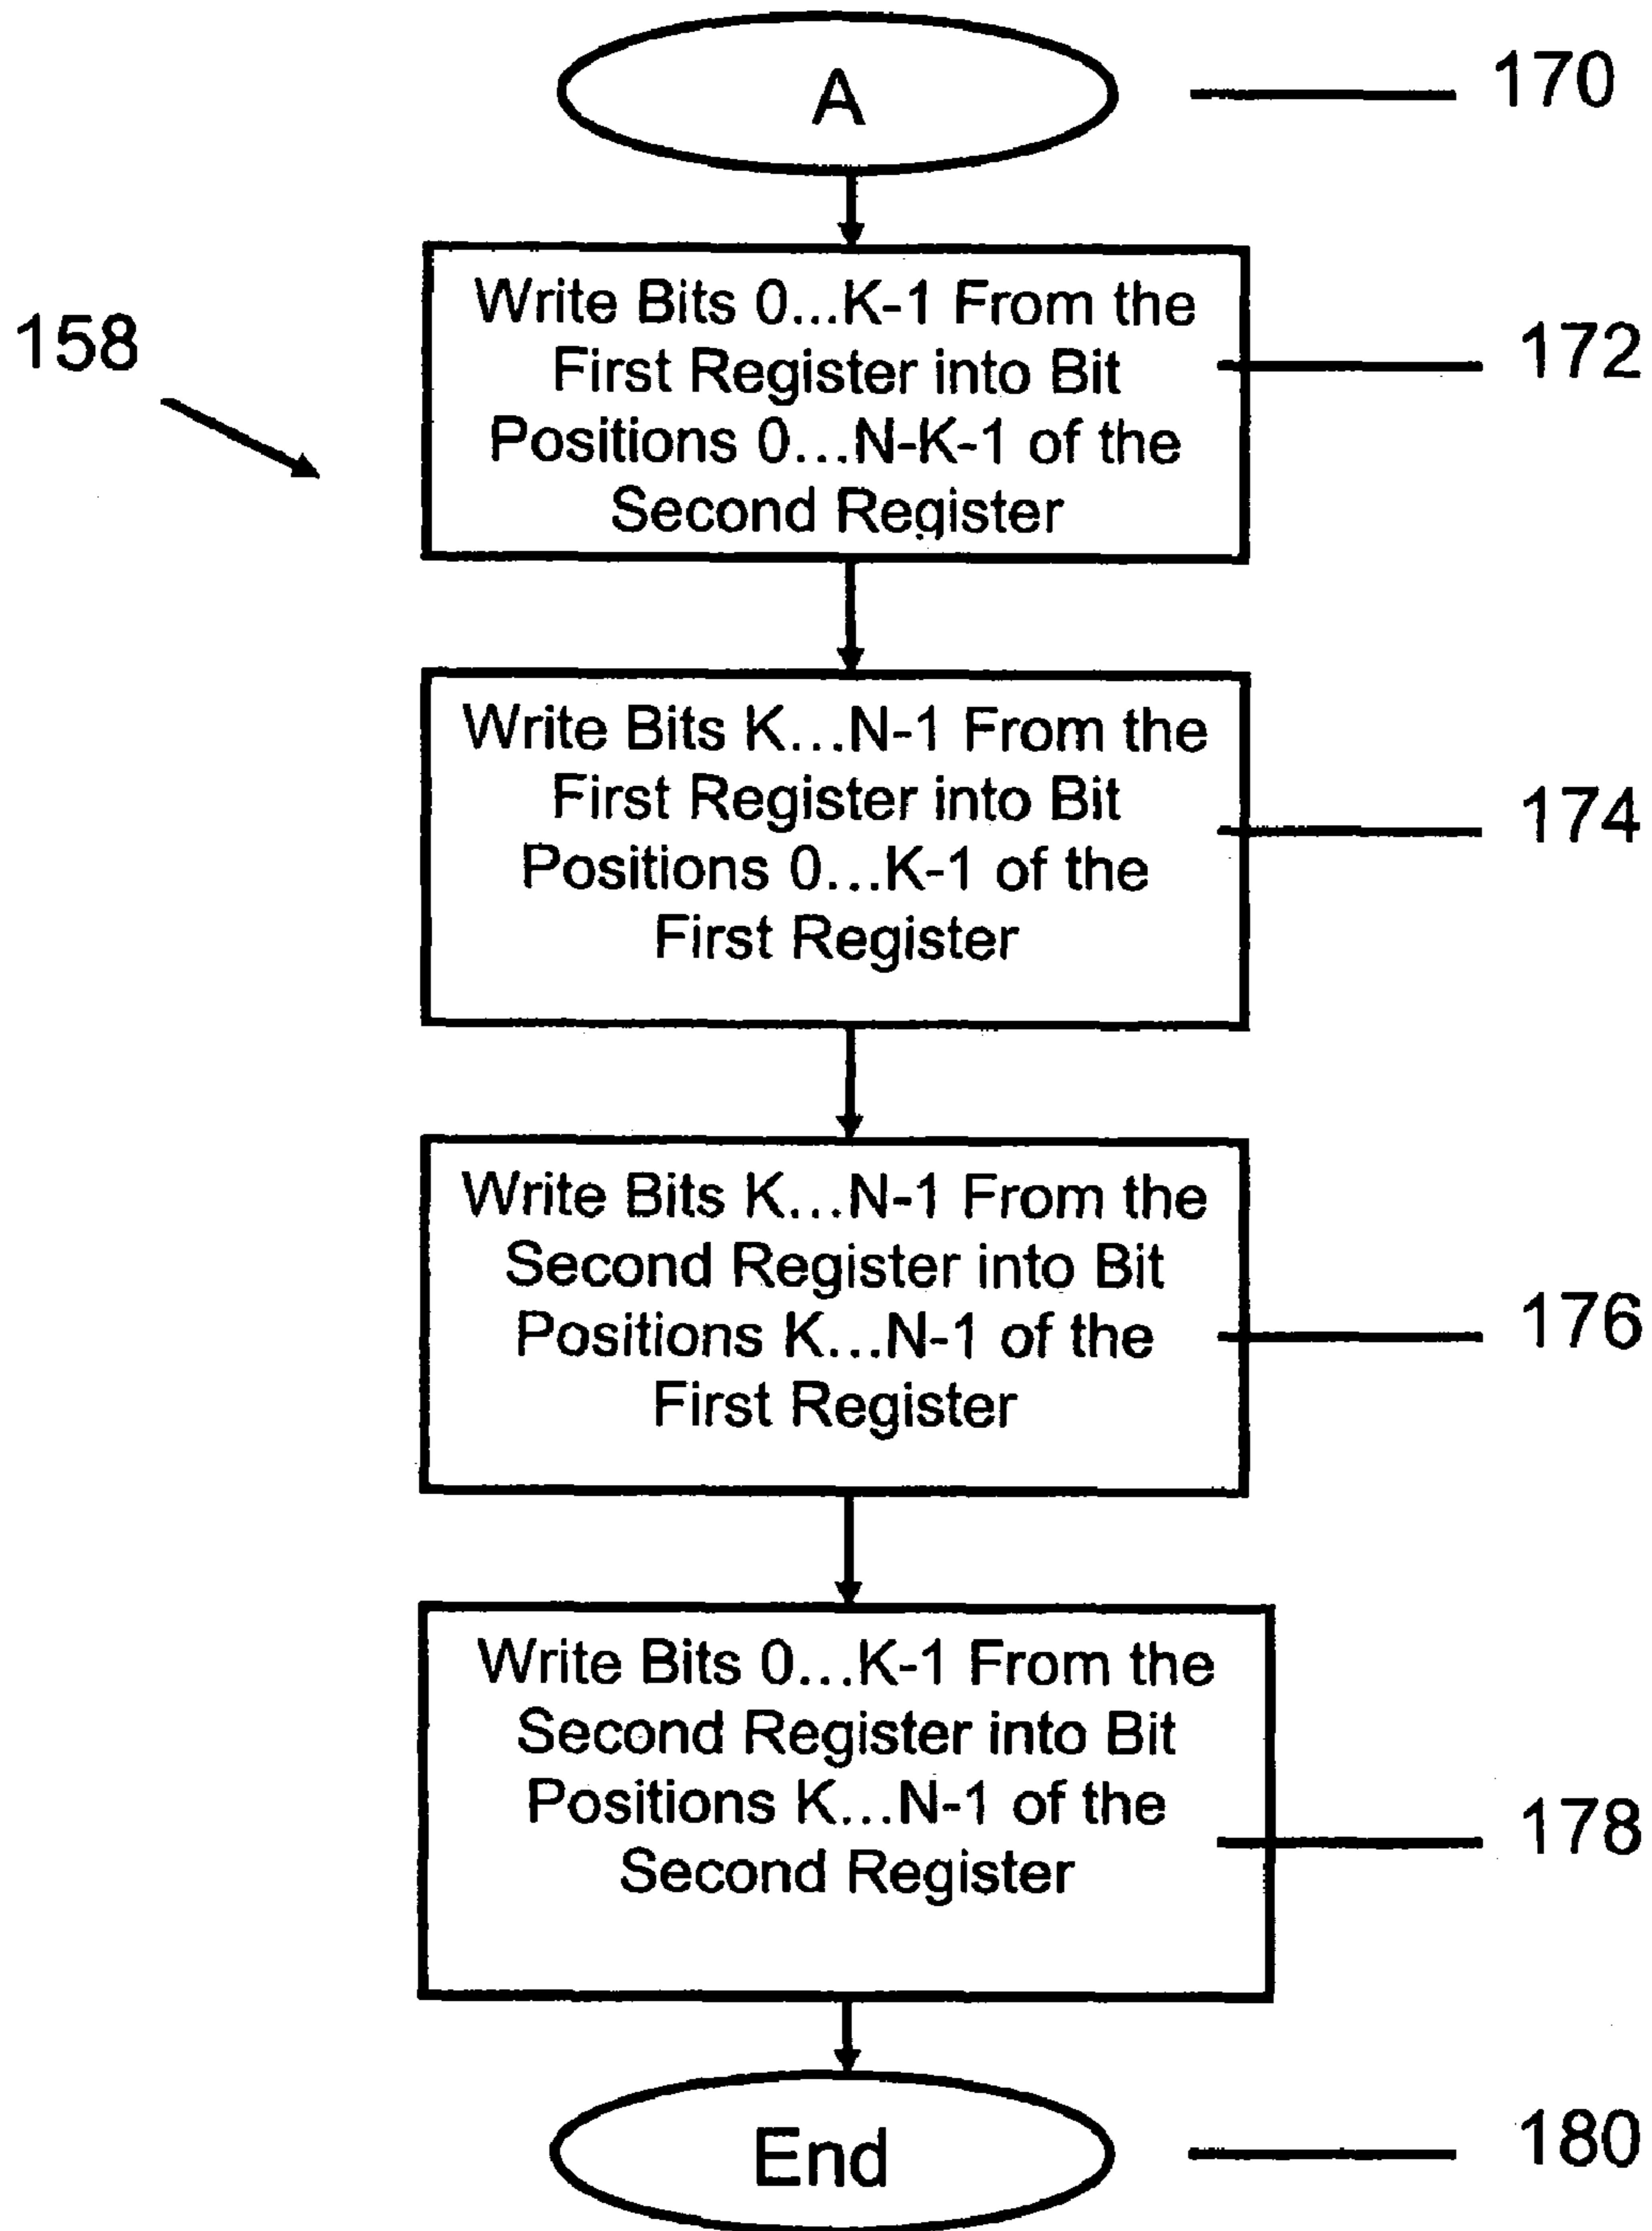 A
170
158
Write Bits 0...K-1 From the
First Register into Bit
Positions 0...N-K-1 of the
Second Register
172
Write Bits K...N-1 From the
First Register into Bit
Positions 0...K-1 of the
First Register
174
Write Bits K...N-1 From the
Second Register into Bit
Positions K...N-1 of the
First Register
176
Write Bits 0...K-1 From the
Second Register into Bit
Positions K...N-1 of the
Second Register
178
End
180